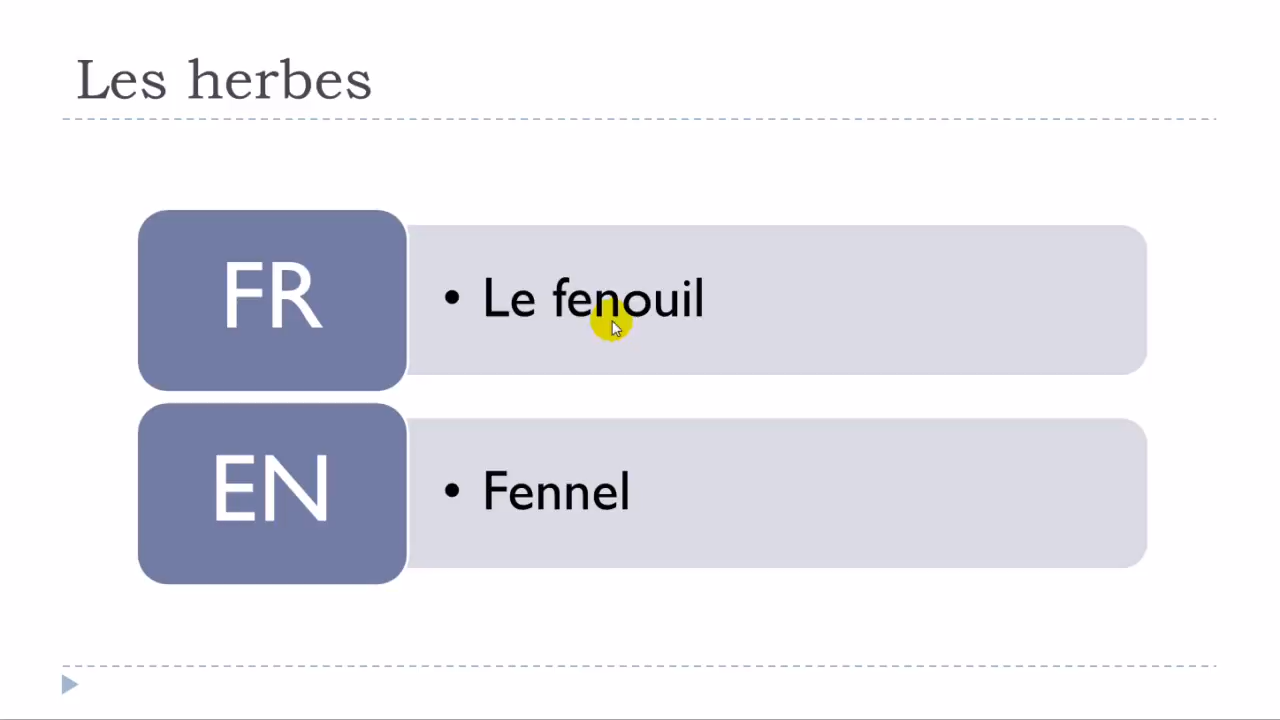 Les herbes
FR
• Le fenouil
EN
• Fennel